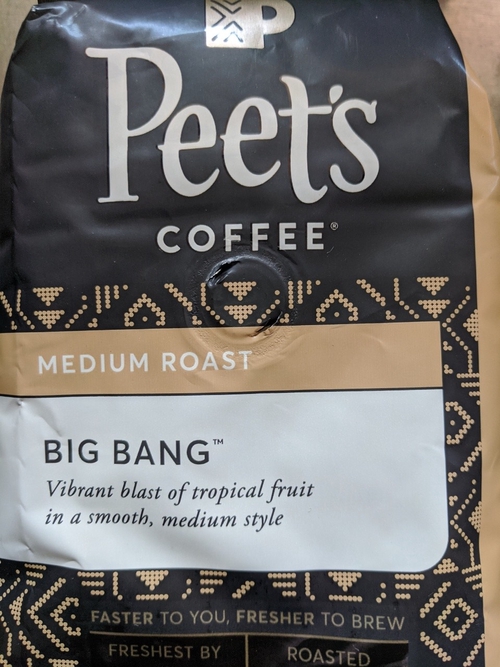 P
Peet's
COFFEE®
MEDIUM ROAST
BIG BANG™
Vibrant blast of tropical fruit
in a smooth, medium style
FASTER TO YOU, FRESHER TO BREW
FRESHEST BY ROASTED